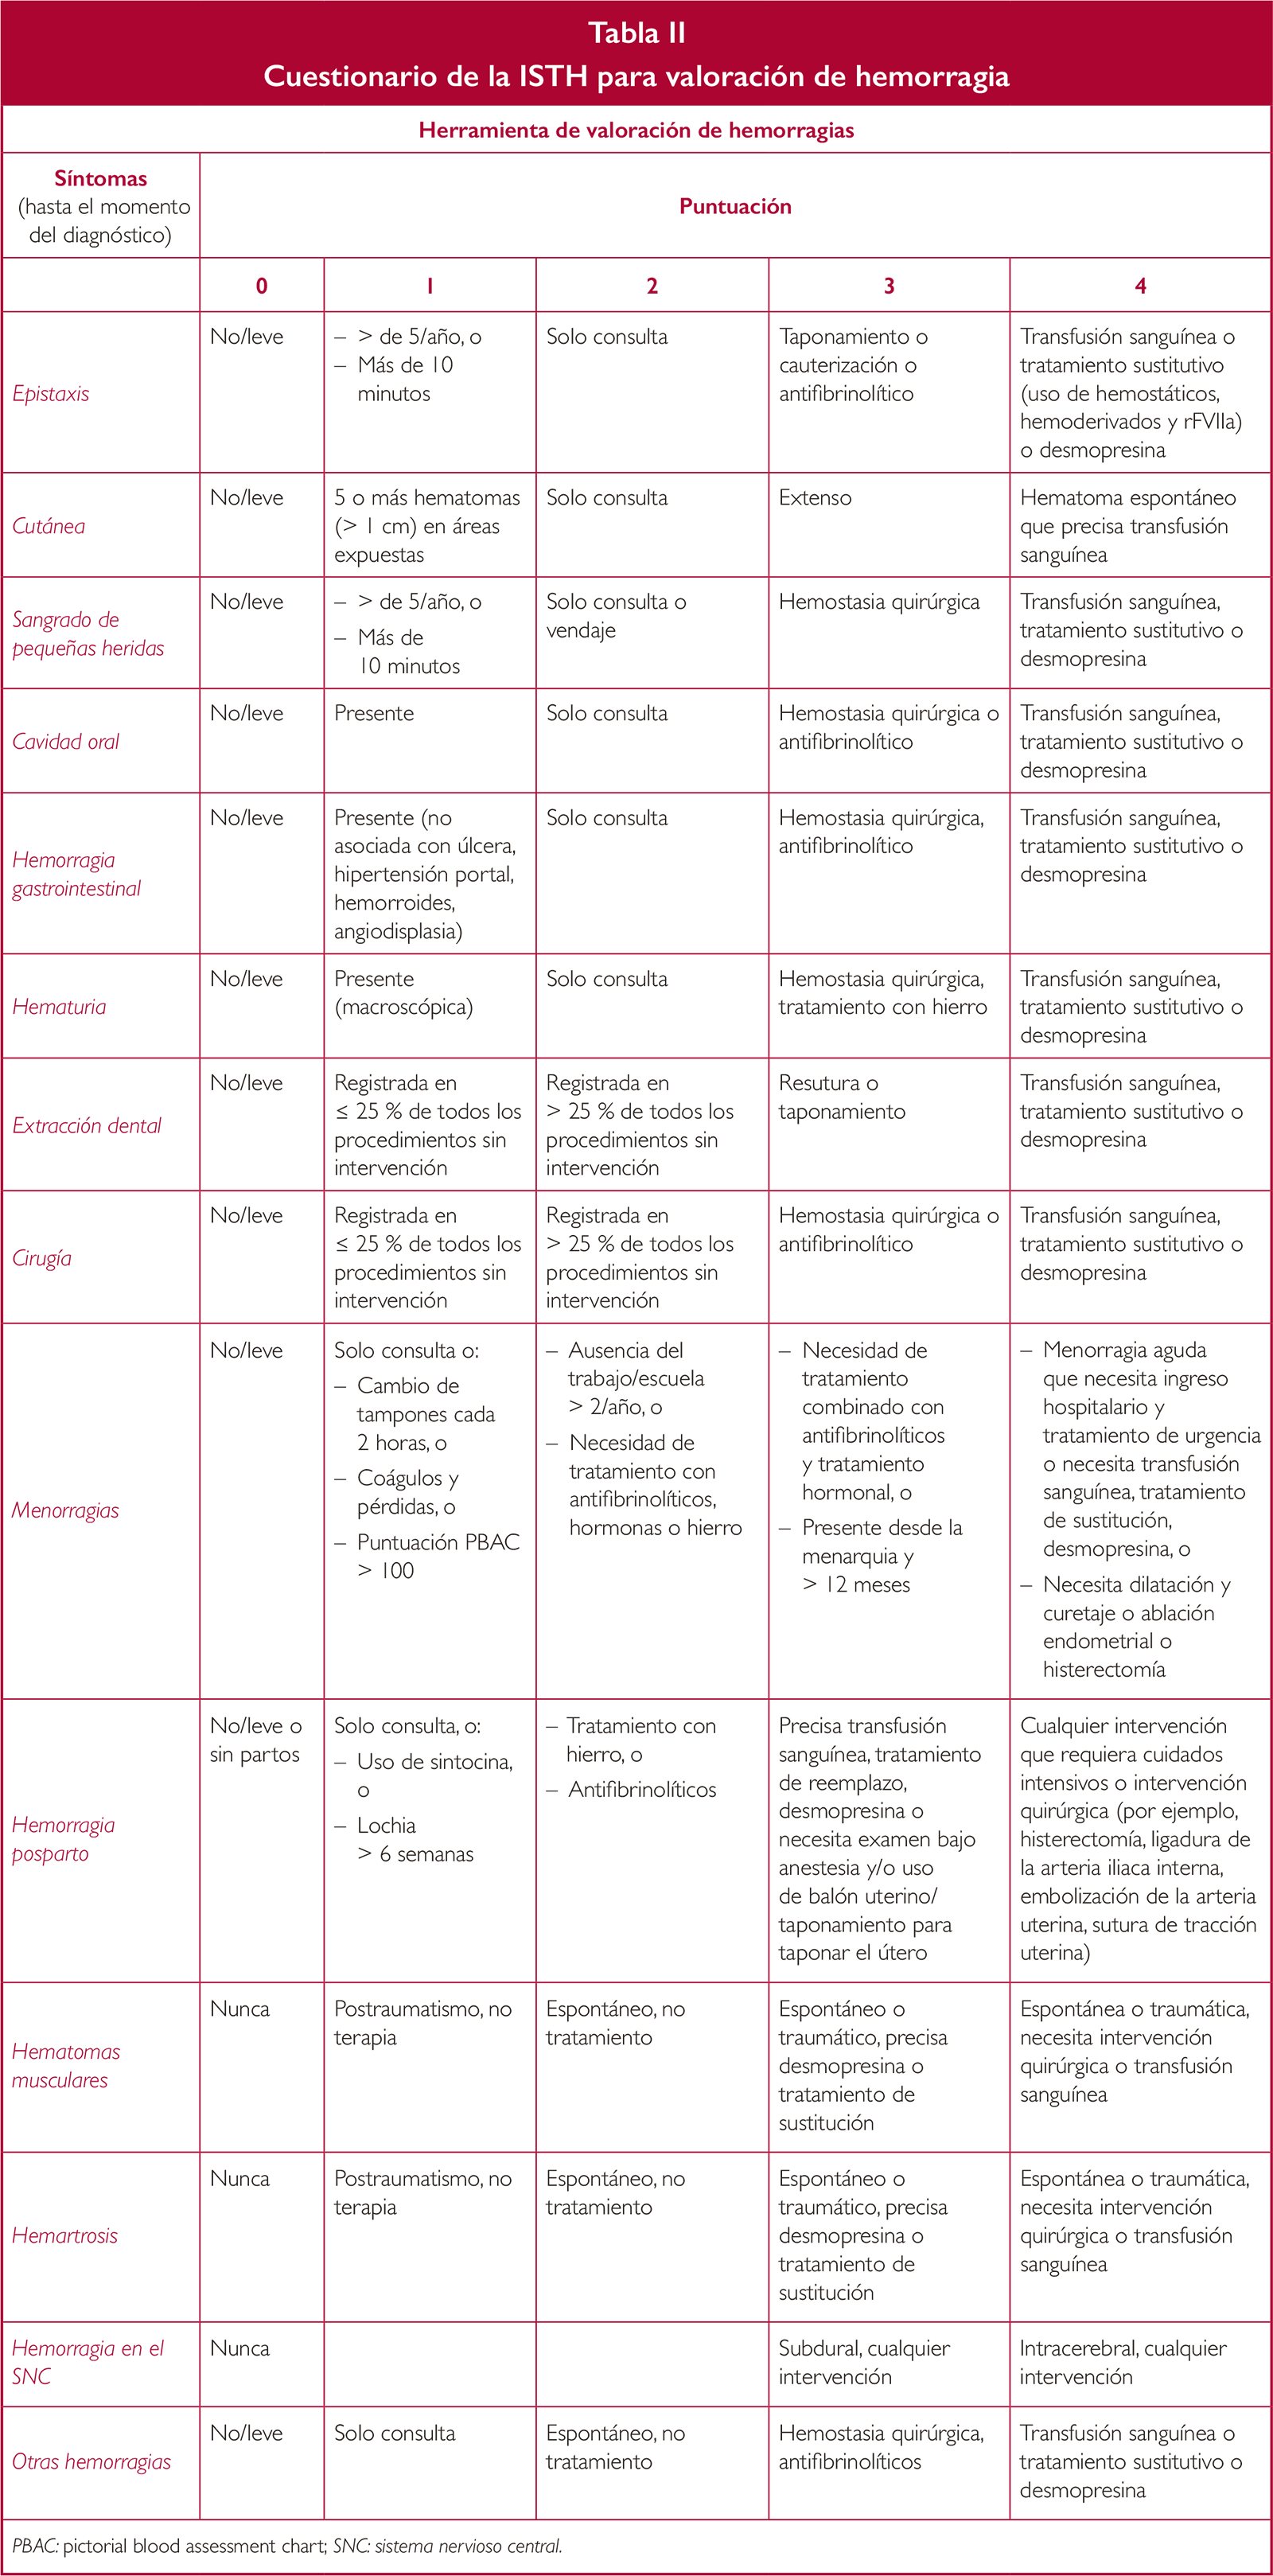 Tabla II
Cuestionario de la ISTH para valoración de hemorragia
Herramienta de valoración de hemorragias
Síntomas
(hasta el momento
del diagnóstico)
Puntuación
0
1
2
3
4
Epistaxis
No/leve
– > de 5/año, o
– Más de 10
minutos
Solo consulta
Taponamiento o
cauterización o
antifibrinolítico
Transfusión sanguínea o
tratamiento sustitutivo
(uso de hemostáticos,
hemoderivados y rFVIIa)
o desmopresina
Cutánea
No/leve
5 o más hematomas
(> 1 cm) en áreas
expuestas
Solo consulta
Extenso
Hematoma espontáneo
que precisa transfusión
sanguínea
Sangrado de
pequeñas heridas
No/leve
– > de 5/año, o
– Más de
10 minutos
Solo consulta o
vendaje
Hemostasia quirúrgica
Transfusión sanguínea,
tratamiento sustitutivo o
desmopresina
Cavidad oral
No/leve
Presente
Solo consulta
Hemostasia quirúrgica o
antifibrinolítico
Transfusión sanguínea,
tratamiento sustitutivo o
desmopresina
Hemorragia
gastrointestinal
No/leve
Presente (no
asociada con úlcera,
hipertensión portal,
hemorroides,
angiodisplasia)
Solo consulta
Hemostasia quirúrgica,
antifibrinolítico
Transfusión sanguínea,
tratamiento sustitutivo o
desmopresina
Hematuria
No/leve
Presente
(macroscópica)
Solo consulta
Hemostasia quirúrgica,
tratamiento con hierro
Transfusión sanguínea,
tratamiento sustitutivo o
desmopresina
Extracción dental
No/leve
Registrada en
≤ 25 % de todos los
procedimientos sin
intervención
Registrada en
> 25 % de todos los
procedimientos sin
intervención
Resutura o
taponamiento
Transfusión sanguínea,
tratamiento sustitutivo o
desmopresina
Cirugía
No/leve
Registrada en
≤ 25 % de todos los
procedimientos sin
intervención
Registrada en
> 25 % de todos los
procedimientos sin
intervención
Hemostasia quirúrgica o
antifibrinolítico
Transfusión sanguínea,
tratamiento sustitutivo o
desmopresina
Menorragias
No/leve
Solo consulta o:
– Cambio de
tampones cada
2 horas, o
– Coágulos y
pérdidas, o
– Puntuación PBAC
> 100
– Ausencia del
trabajo/escuela
> 2/año, o
– Necesidad de
tratamiento con
antifibrinolíticos,
hormonas o hierro
– Necesidad de
tratamiento
combinado con
antifibrinolíticos
y tratamiento
hormonal, o
– Presente desde la
menarquia y
> 12 meses
– Menorragia aguda
que necesita ingreso
hospitalario y
tratamiento de urgencia
o necesita transfusión
sanguínea, tratamiento
de sustitución,
desmopresina, o
– Necesita dilatación y
curetaje o ablación
endometrial o
histerectomía
Hemorragia
posparto
No/leve o
sin partos
Solo consulta, o:
– Uso de sintocina,
o
– Lochia
> 6 semanas
– Tratamiento con
hierro, o
– Antifibrinolíticos
Precisa transfusión
sanguínea, tratamiento
de reemplazo,
desmopresina o
necesita examen bajo
anestesia y/o uso
de balón uterino/
taponamiento para
taponar el útero
Cualquier intervención
que requiera cuidados
intensivos o intervención
quirúrgica (por ejemplo,
histerectomía, ligadura de
la arteria iliaca interna,
embolización de la arteria
uterina, sutura de tracción
uterina)
Hematomas
musculares
Nunca
Postraumatismo, no
terapia
Espontáneo, no
tratamiento
Espontáneo o
traumático, precisa
desmopresina o
tratamiento de
sustitución
Espontánea o traumática,
necesita intervención
quirúrgica o transfusión
sanguínea
Hemartrosis
Nunca
Postraumatismo, no
terapia
Espontáneo, no
tratamiento
Espontáneo o
traumático, precisa
desmopresina o
tratamiento de
sustitución
Espontánea o traumática,
necesita intervención
quirúrgica o transfusión
sanguínea
Hemorragia en el
SNC
Nunca
Subdural, cualquier
intervención
Intracerebral, cualquier
intervención
Otras hemorragias
No/leve
Solo consulta
Espontáneo, no
tratamiento
Hemostasia quirúrgica,
antifibrinolíticos
Transfusión sanguínea o
tratamiento sustitutivo o
desmopresina
PBAC: pictorial blood assessment chart; SNC: sistema nervioso central.